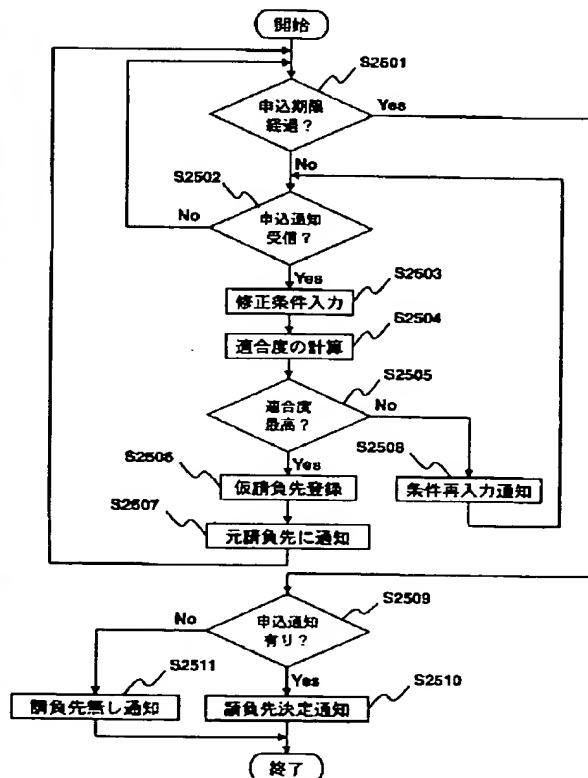 開始
S2501
申込期限
経過？
Yes
No
S2502
申込通知
受信？
No
Yes
S2503
修正条件入力
S2504
適合度の計算
S2505
適合度
最高？
No
Yes
S2506
仮請負先登録
S2508
条件再入力通知
S2507
元請負先に通知
S2509
申込通知
有り？
No
Yes
S2511
請負先無し通知
S2510
請負先決定通知
終了